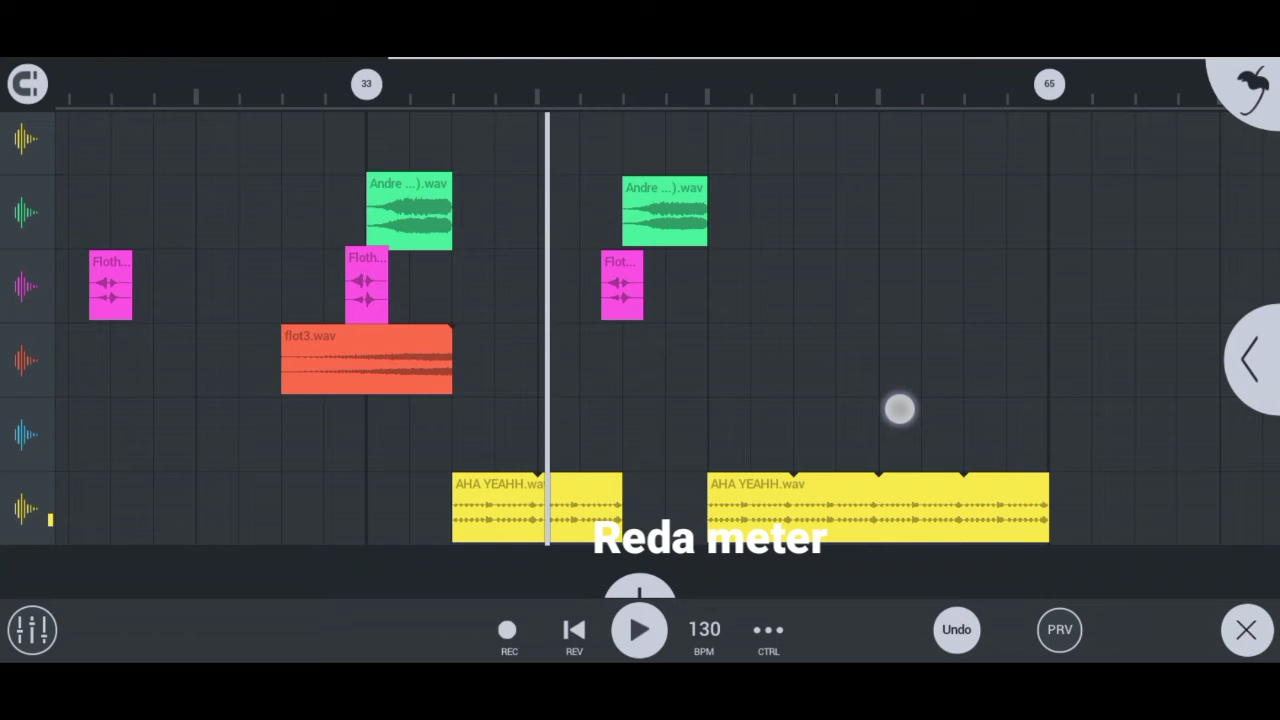 33
65
Andre ...).wav
Andre ...).wav
Floth...
Floth...
Flot...
flot3.wav
AHA YEAHH.wav
AHA YEAHH.wav
Reda meter
130
Undo
PRV
REC
REV
BPM
CTRL